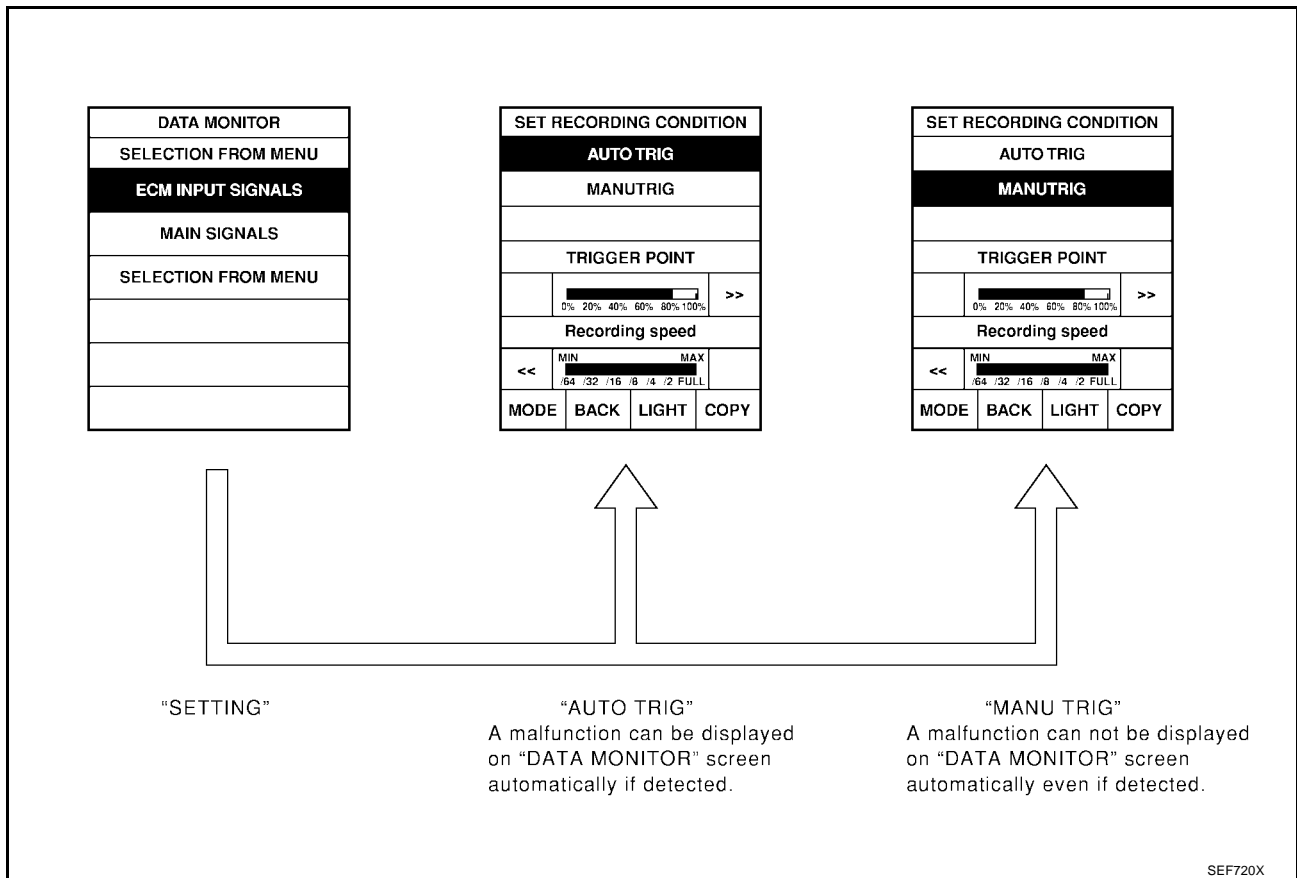 DATA MONITOR
SELECTION FROM MENU
ECM INPUT SIGNALS
MAIN SIGNALS
SELECTION FROM MENU
SET RECORDING CONDITION
AUTO TRIG
MANUTRIG
TRIGGER POINT
>>
0% 20% 40% 60% 80% 100%
Recording speed
MIN MAX
<<
/64 /32 /16 /8 /4 /2 FULL
MODE BACK LIGHT COPY
SET RECORDING CONDITION
AUTO TRIG
MANUTRIG
TRIGGER POINT
>>
0% 20% 40% 60% 80% 100%
Recording speed
MIN MAX
<<
/64 /32 /16 /8 /4 /2 FULL
MODE BACK LIGHT COPY
“SETTING”
“AUTO TRIG”
A malfunction can be displayed
on “DATA MONITOR” screen
automatically if detected.
“MANU TRIG”
A malfunction can not be displayed
on “DATA MONITOR” screen
automatically even if detected.
SEF720X